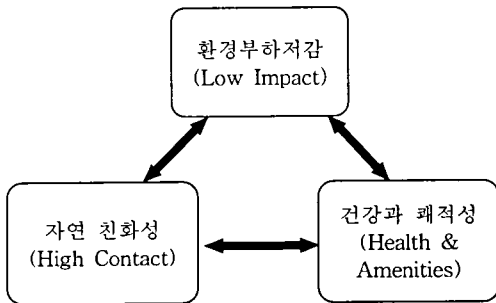 환경부하저감
(Low Impact)
자연 친화성
(High Contact)
건강과 쾌적성
(Health &
Amenities)